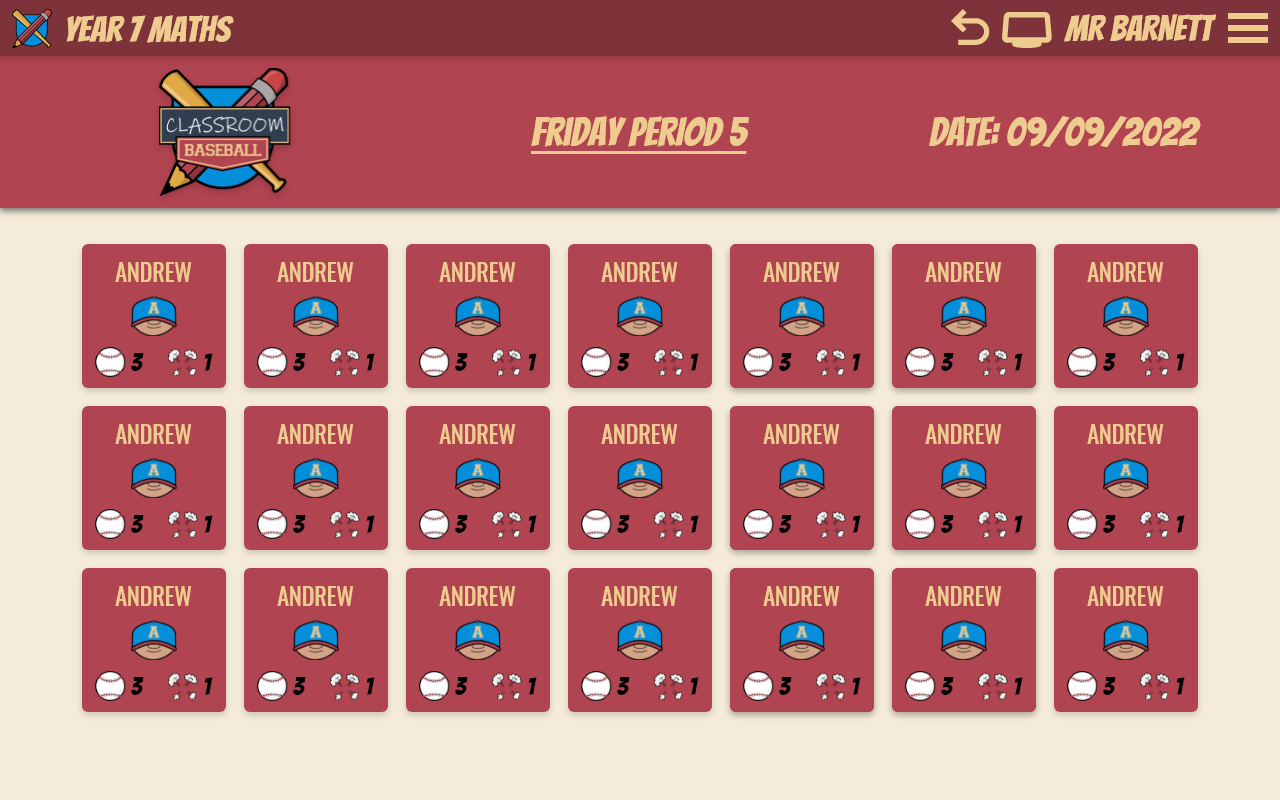 YEAR 7 MATHS
MR BARNETT
CLASSROOM
BASEBALL
FRIDAY PERIOD 5
DATE: 09/09/2022
ANDREW ANDREW ANDREW ANDREW ANDREW ANDREW ANDREW
A A A A A A A
3 1 3 1 3 1 3 1 3 1 3 1 3 1
ANDREW ANDREW ANDREW ANDREW ANDREW ANDREW ANDREW
A A A A A A A
3 1 3 1 3 1 3 1 3 1 3 1 3 1
ANDREW ANDREW ANDREW ANDREW ANDREW ANDREW ANDREW
A A A A A A A
3 1 3 1 3 1 3 1 3 1 3 1 3 1